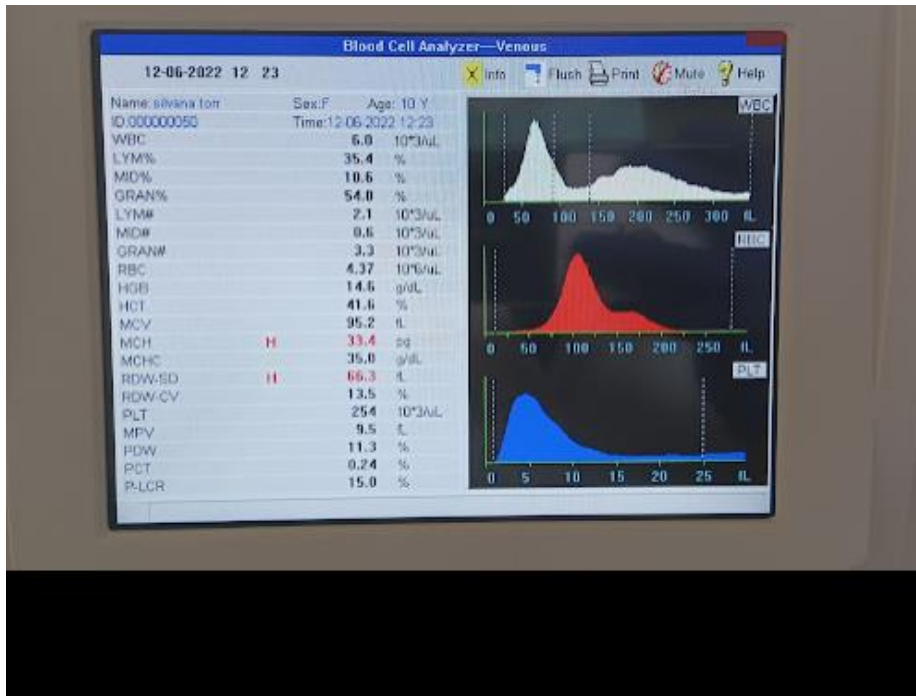 Blood Cell Analyzer—Venous
12-06-2022 12 23 Info Flush Print Mute Help
Name: silvana torr Sex:F Age: 10 Y
ID:000000050 Time:12-06-2022 12:23
WBC 6.0 10*3/uL
LYM% 35.4 %
MID% 10.6 %
GRAN% 54.0 %
LYM# 2.1 10*3/uL
MID# 0.6 10*3/uL
GRAN# 3.3 10*3/uL
RBC 4.37 10*6/uL
HGB 14.6 g/dL
HCT 41.6 %
MCV 95.2 fL
MCH H 33.4 pg
MCHC 35.0 g/dL
RDW-SD H 66.3 fL
RDW-CV 13.5 %
PLT 254 10*3/uL
MPV 9.5 fL
PDW 11.3 %
PCT 0.24 %
P-LCR 15.0 %
WBC
0 50 100 150 200 250 300 fL
RBC
0 50 100 150 200 250 fL
PLT
0 5 10 15 20 25 fL